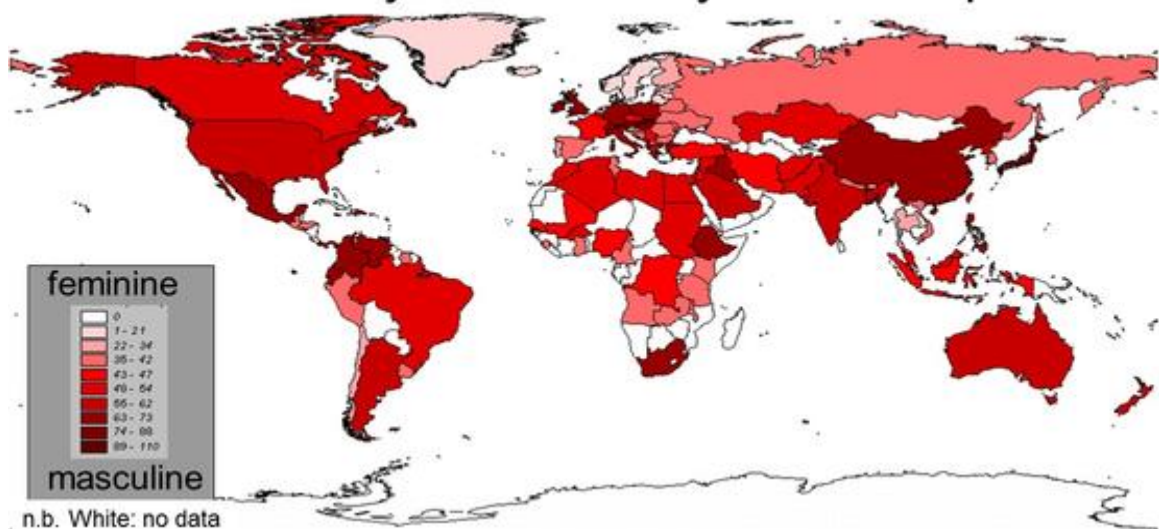 feminine
0
1 - 21
22 - 34
35 - 42
43 - 47
48 - 54
55 - 62
63 - 73
74 - 88
89 - 110
masculine
n.b. White: no data